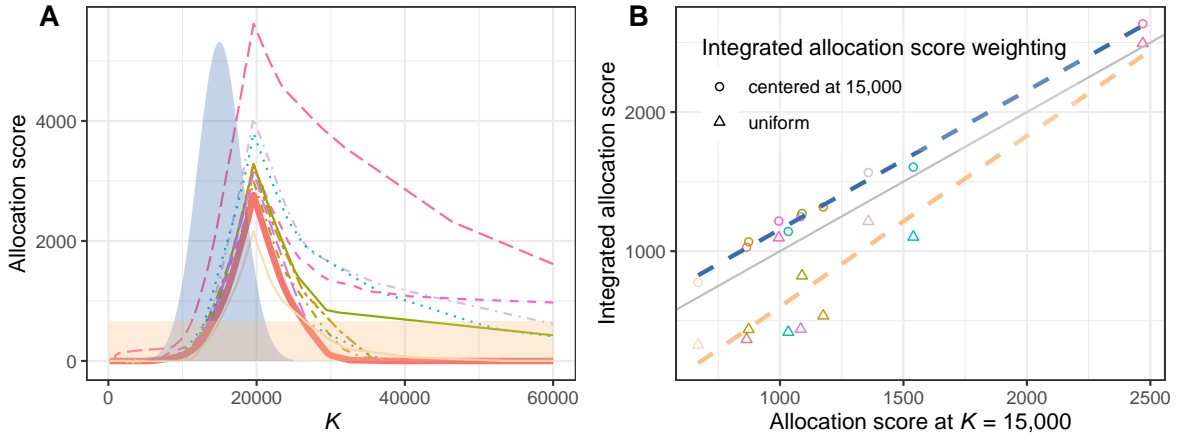 A
Allocation score
4000
2000
0
0
20000
40000
60000
K
B
Integrated allocation score
2000
1000
Integrated allocation score weighting
centered at 15,000
uniform
1000
1500
2000
2500
Allocation score at K = 15,000